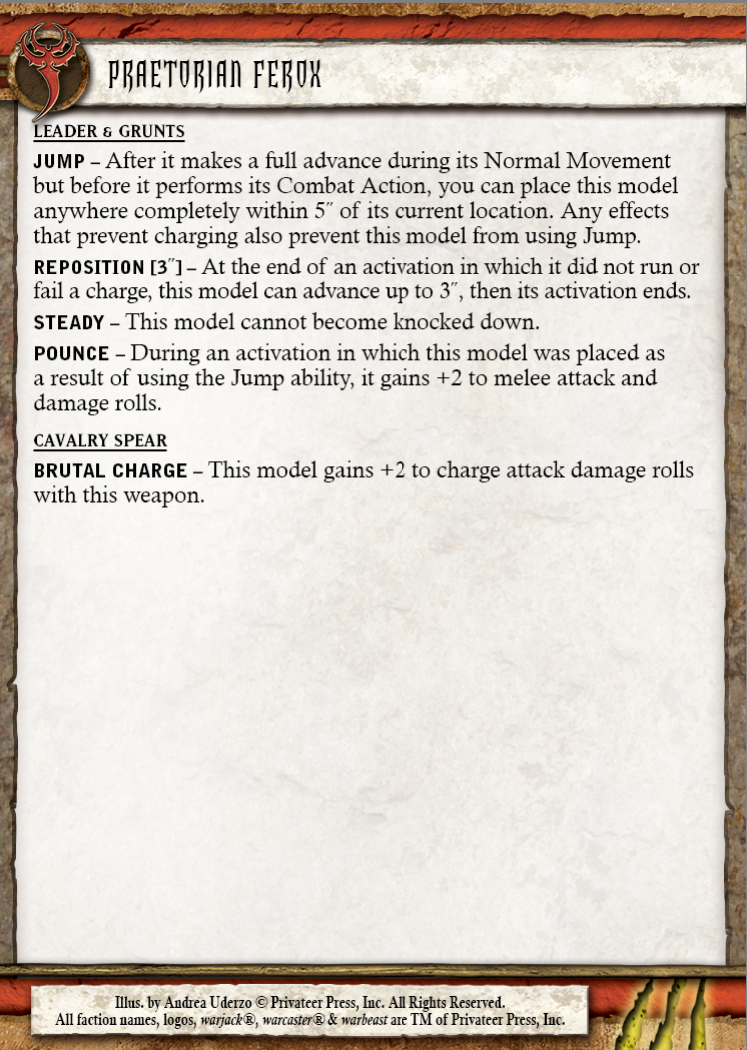 PRAETORIAN FEROX
LEADER & GRUNTS
JUMP – After it makes a full advance during its Normal Movement
but before it performs its Combat Action, you can place this model
anywhere completely within 5˝ of its current location. Any effects
that prevent charging also prevent this model from using Jump.
REPOSITION [3˝] – At the end of an activation in which it did not run or
fail a charge, this model can advance up to 3˝, then its activation ends.
STEADY – This model cannot become knocked down.
POUNCE – During an activation in which this model was placed as
a result of using the Jump ability, it gains +2 to melee attack and
damage rolls.
CAVALRY SPEAR
BRUTAL CHARGE – This model gains +2 to charge attack damage rolls
with this weapon.
Illus. by Andrea Uderzo © Privateer Press, Inc. All Rights Reserved.
All faction names, logos, warjack®, warcaster® & warbeast are TM of Privateer Press, Inc.